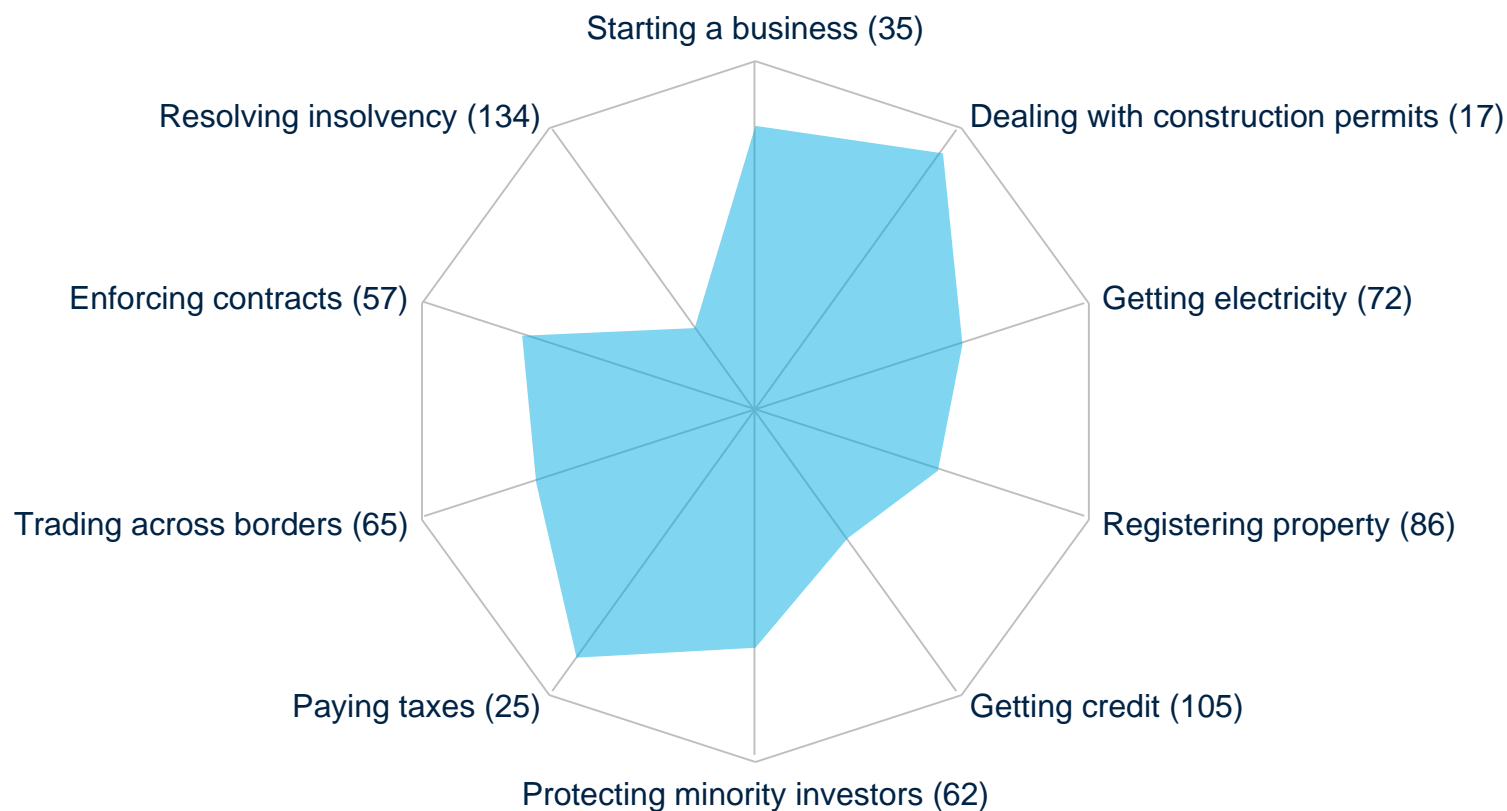 Starting a business (35)
Resolving insolvency (134)
Dealing with construction permits (17)
Enforcing contracts (57)
Getting electricity (72)
Trading across borders (65)
Registering property (86)
Paying taxes (25)
Getting credit (105)
Protecting minority investors (62)